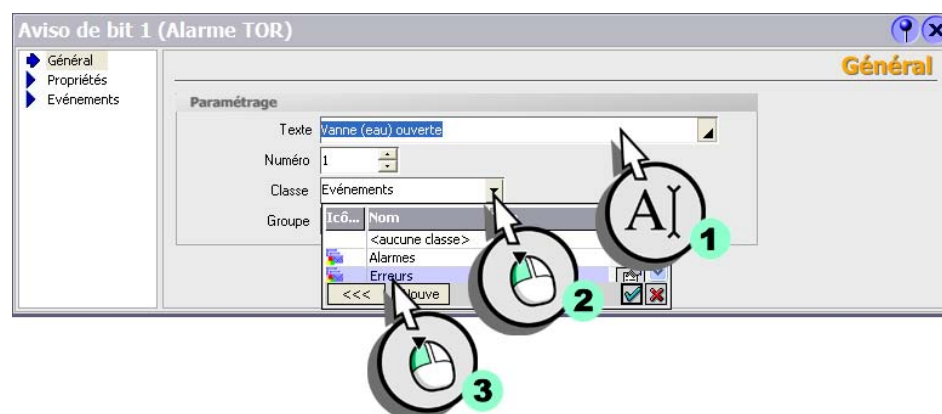 Aviso de bit 1 (Alarme TOR)
Général
Propriétés
Evénements
Général
Paramétrage
Texte Vanne (eau) ouverte
Numéro 1
Classe Evénements
Groupe
Icô... Nom
<aucune classe>
Alarmes
Erreurs
<<< Nouve
A
1
2
3